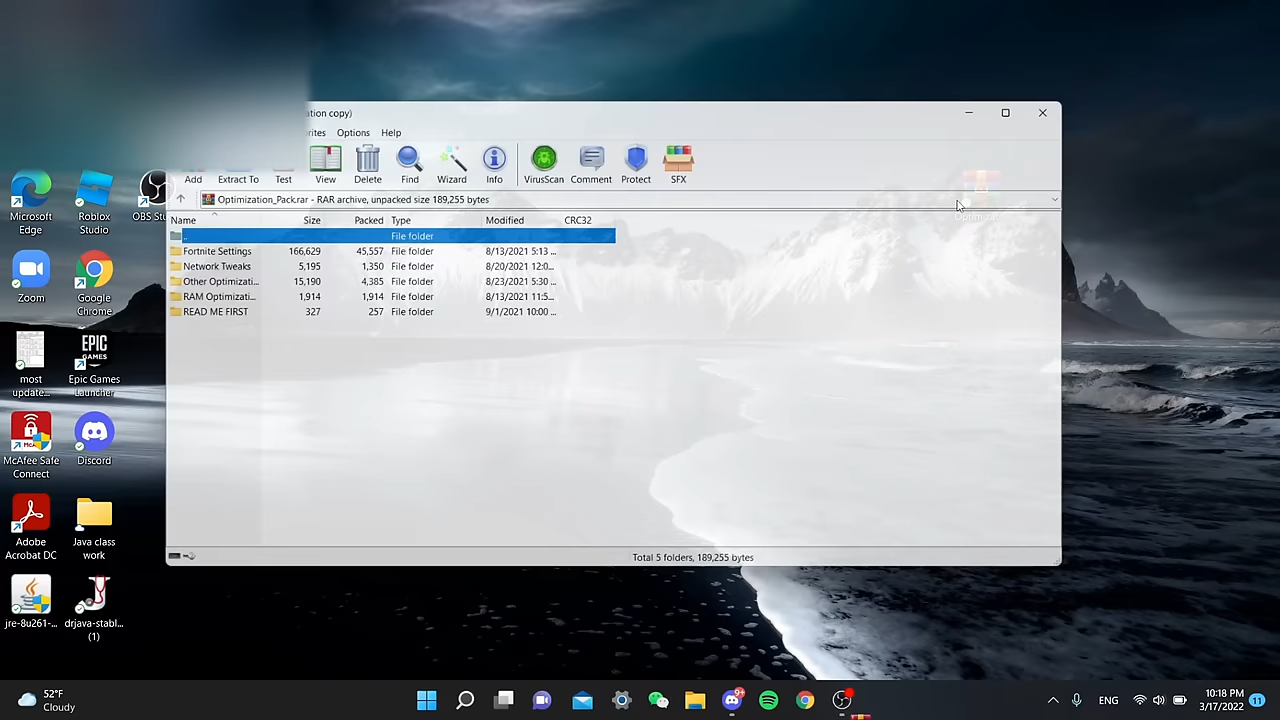 ation copy)
rites Options Help
Add Extract To Test View Delete Find Wizard Info VirusScan Comment Protect SFX
Optimization_Pack.rar - RAR archive, unpacked size 189,255 bytes
Name Size Packed Type Modified CRC32
.. File folder
Fortnite Settings 166,629 45,557 File folder 8/13/2021 5:13 ...
Network Tweaks 5,195 1,350 File folder 8/20/2021 12:0...
Other Optimizati... 15,190 4,385 File folder 8/23/2021 5:30 ...
RAM Optimizati... 1,914 1,914 File folder 8/13/2021 11:5...
READ ME FIRST 327 257 File folder 9/1/2021 10:00 ...
Total 5 folders, 189,255 bytes
Microsoft
Edge
Roblox
Studio
OBS Stu
Zoom
Google
Chrome
most
update...
EPIC
GAMES
Epic Games
Launcher
McAfee Safe
Connect
Discord
Adobe
Acrobat DC
Java class
work
jre-8u261-...
drjava-stabl...
(1)
52°F
Cloudy
9+
ENG
10:18 PM
3/17/2022
11